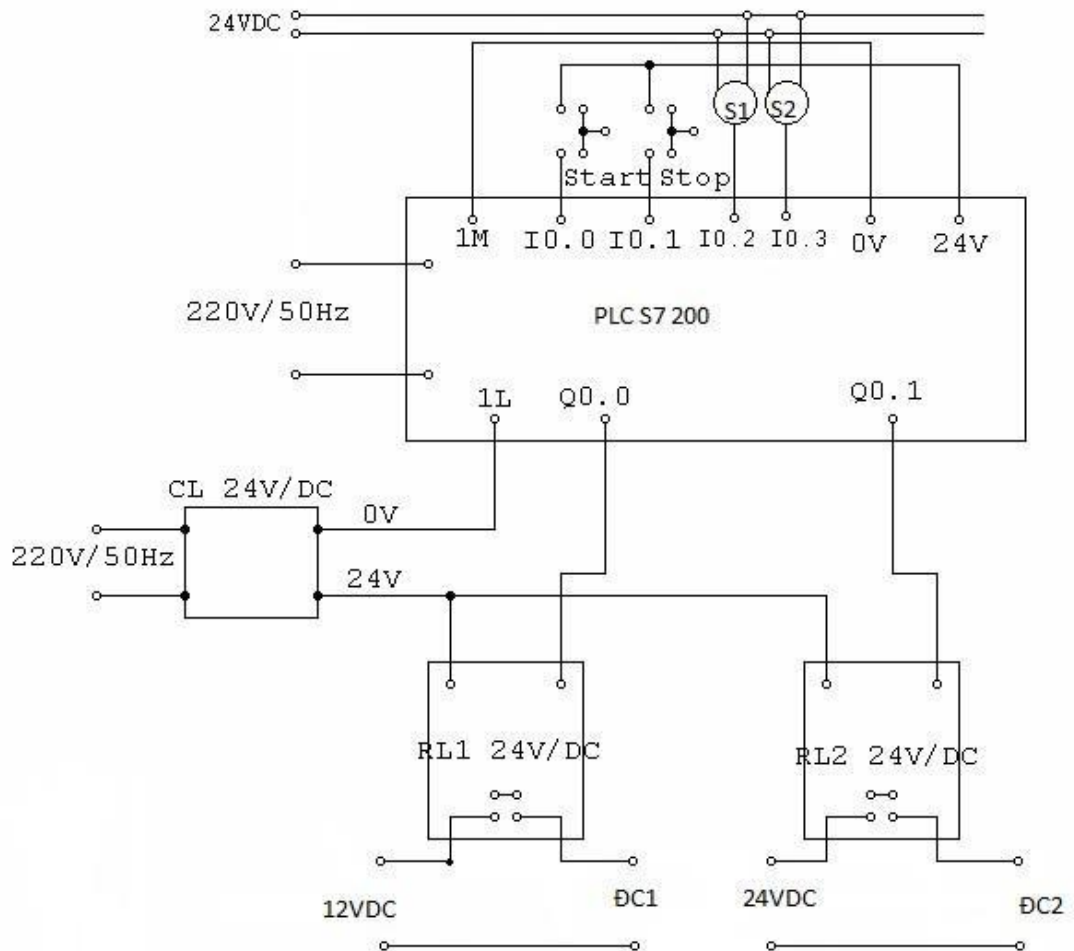 24VDC
S1 S2
Start Stop
1M I0.0 I0.1 I0.2 I0.3 0V 24V
220V/50Hz
PLC S7 200
1L Q0.0 Q0.1
CL 24V/DC
0V
220V/50Hz
24V
RL1 24V/DC RL2 24V/DC
12VDC ĐC1 24VDC ĐC2